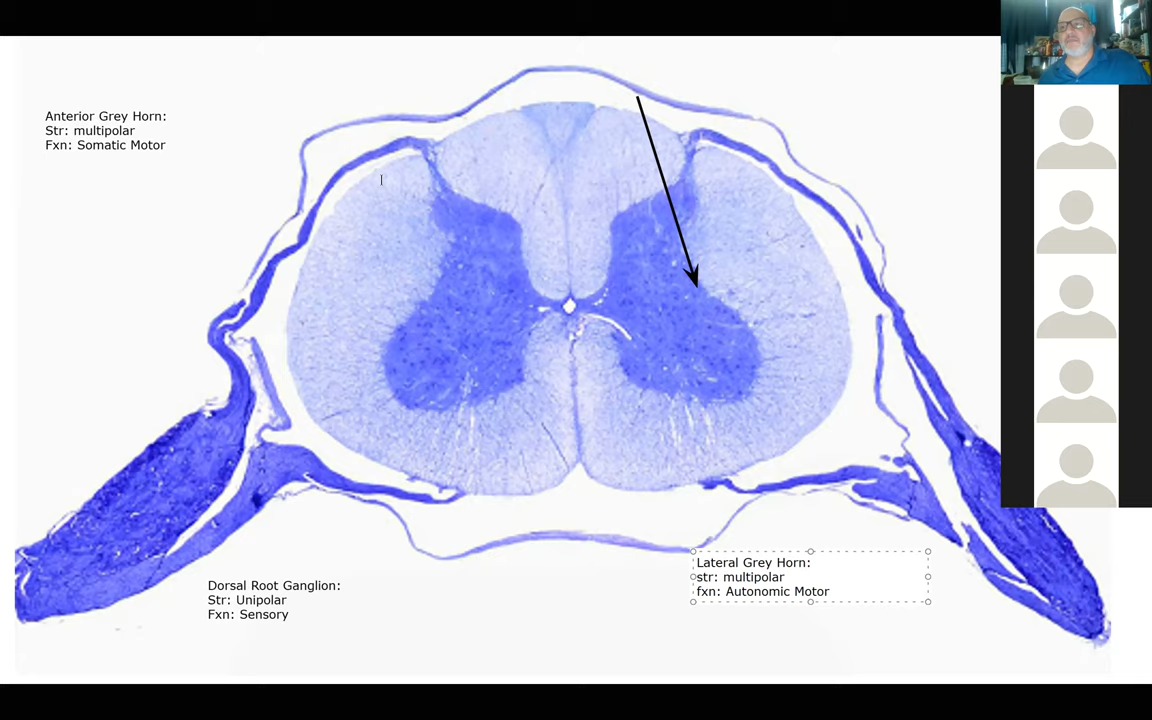 Anterior Grey Horn:
Str: multipolar
Fxn: Somatic Motor
Lateral Grey Horn:
str: multipolar
fxn: Autonomic Motor
Dorsal Root Ganglion:
Str: Unipolar
Fxn: Sensory